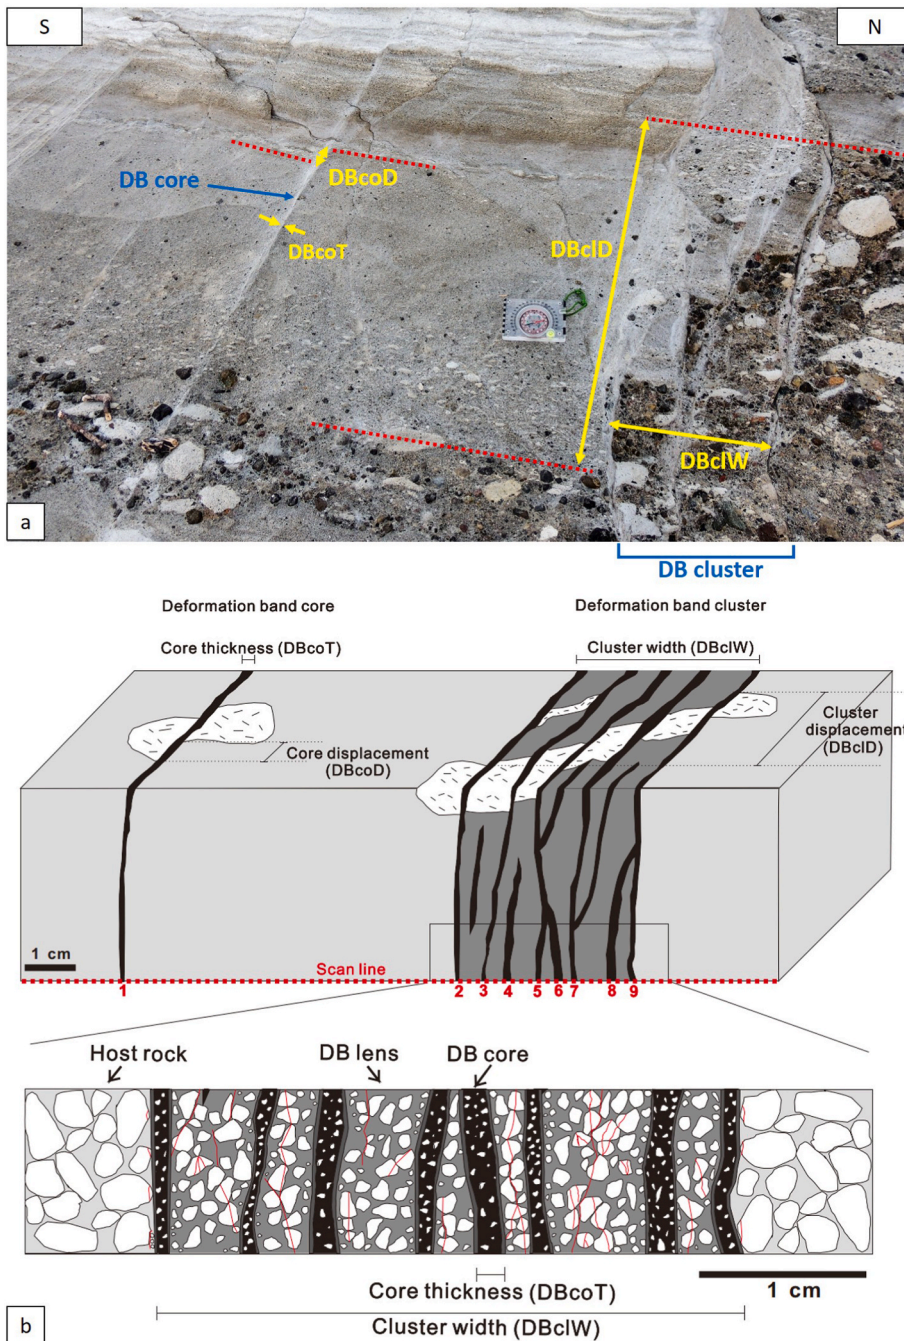 S
N
DBcoD
DB core
DBcoT
DBclD
DBclW
a
DB cluster
Deformation band core
Deformation band cluster
Core thickness (DBcoT)
Cluster width (DBclW)
Cluster
displacement
(DBclD)
Core displacement
(DBcoD)
1 cm
Scan line
1
2
3
4
5
6
7
8
9
Host rock
DB lens
DB core
Core thickness (DBcoT)
1 cm
Cluster width (DBclW)
b